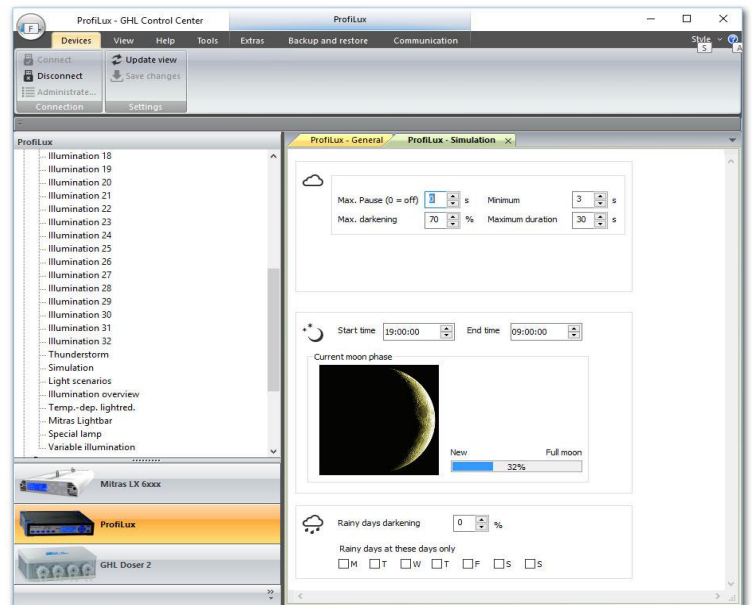 ProfiLux - GHL Control Center
ProfiLux
F
Devices View Help Tools Extras Backup and restore Communication Style
S
A
Connect
Disconnect
Administrate...
Connection
Update view
Save changes
Settings
ProfiLux
Illumination 18
Illumination 19
Illumination 20
Illumination 21
Illumination 22
Illumination 23
Illumination 24
Illumination 25
Illumination 26
Illumination 27
Illumination 28
Illumination 29
Illumination 30
Illumination 31
Illumination 32
Thunderstorm
Simulation
Light scenarios
Illumination overview
Temp.-dep. lightred.
Mitras Lightbar
Special lamp
Variable illumination
Mitras LX 6xxx
ProfiLux
GHL Doser 2
ProfiLux - General
ProfiLux - Simulation
Max. Pause (0 = off) 0 s Minimum 3 s
Max. darkening 70 % Maximum duration 30 s
Start time 19:00:00 End time 09:00:00
Current moon phase
New Full moon
32%
Rainy days darkening 0 %
Rainy days at these days only
M T W T F S S